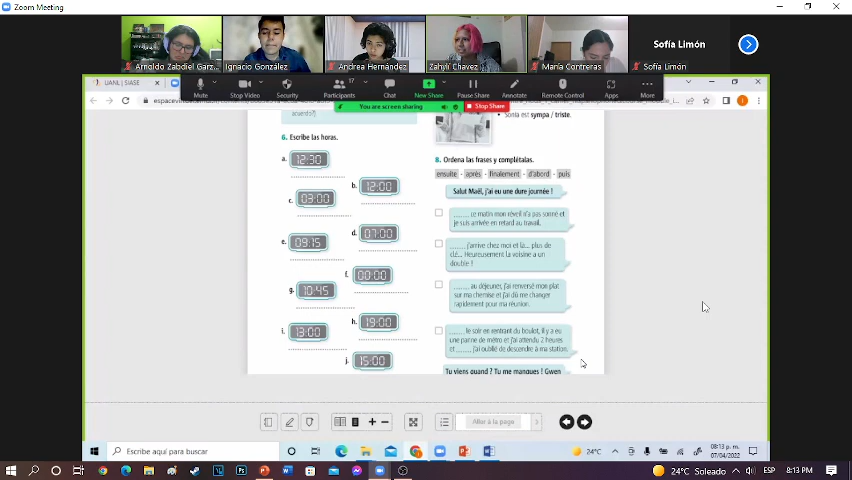 Zoom Meeting
Arnoldo Zabdiel Garz...
Ignacio González
Andrea Hernández
Zahylí Chavez
María Contreras
Sofía Limón
Sofía Limón
UANL | SIASE
Mute
Stop Video
Security
Participants
17
Chat
New Share
Pause Share
Annotate
Remote Control
Apps
More
You are screen sharing
Stop Share
acuerdo?)
6. Escribe las horas.
a. 12:30
b. 12:00
c. 03:00
d. 07:00
e. 09:15
f. 00:00
g. 10:45
h. 19:00
i. 13:00
j. 15:00
• Sonia est sympa / triste.
8. Ordena las frases y complétalas.
ensuite - après - finalement - d'abord - puis
Salut Maël, j'ai eu une dure journée !
........ ce matin mon réveil n'a pas sonné et
je suis arrivée en retard au travail.
........ j'arrive chez moi et là... plus de
clé... Heureusement la voisine a un
double !
........ au déjeuner, j'ai renversé mon plat
sur ma chemise et j'ai dû me changer
rapidement pour ma réunion.
........ le soir en rentrant du boulot, il y a eu
une panne de métro et j'ai attendu 2 heures
et ........ j'ai oublié de descendre à ma station.
Tu viens quand ? Tu me manques ! Gwen
Aller à la page
Escribe aquí para buscar
24°C
08:13 p. m.
07/04/2022
24°C Soleado
ESP
8:13 PM